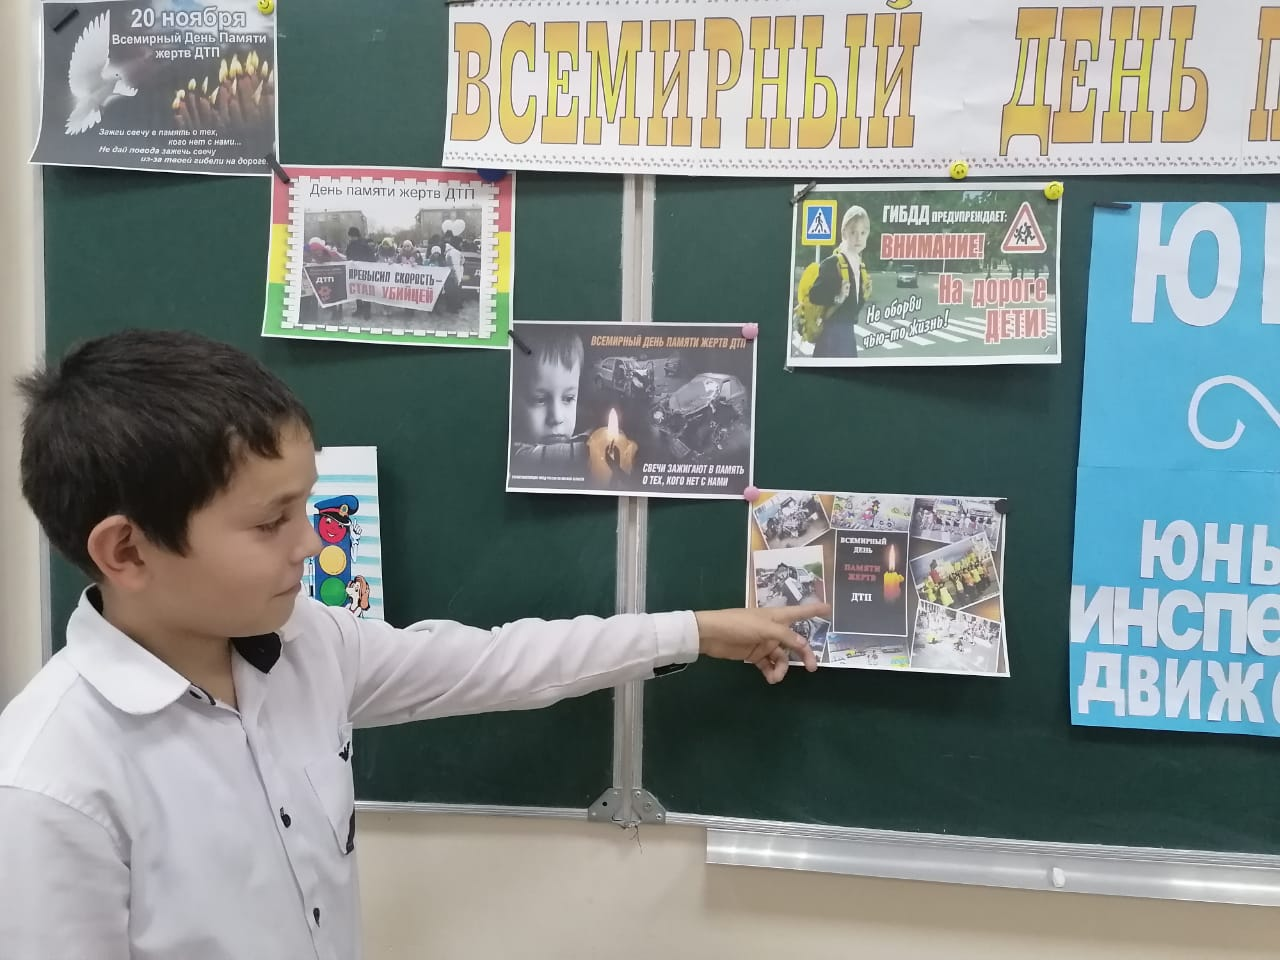 20 ноября
Всемирный День Памяти
жертв ДТП
Зажги свечу в память о тех,
кого нет с нами...
Не дай повода зажечь свечу
из-за твоей гибели на дороге.
ВСЕМИРНЫЙ ДЕНЬ П
День памяти жертв ДТП
ДТП
ПРЕВЫСИЛ СКОРОСТЬ-
СТАЛ УБИЙЦЕЙ
ГИБДД ПРЕДУПРЕЖДАЕТ:
ВНИМАНИЕ!
На дороге
ДЕТИ!
Не оборви
чью-то жизнь!
ВСЕМИРНЫЙ ДЕНЬ ПАМЯТИ ЖЕРТВ ДТП
СВЕЧИ ЗАЖИГАЮТ В ПАМЯТЬ
О ТЕХ, КОГО НЕТ С НАМИ
ВСЕМИРНЫЙ
ДЕНЬ
ПАМЯТИ
ЖЕРТВ
ДТП
Ю
ЮНЫ
ИНСПЕ
ДВИЖ